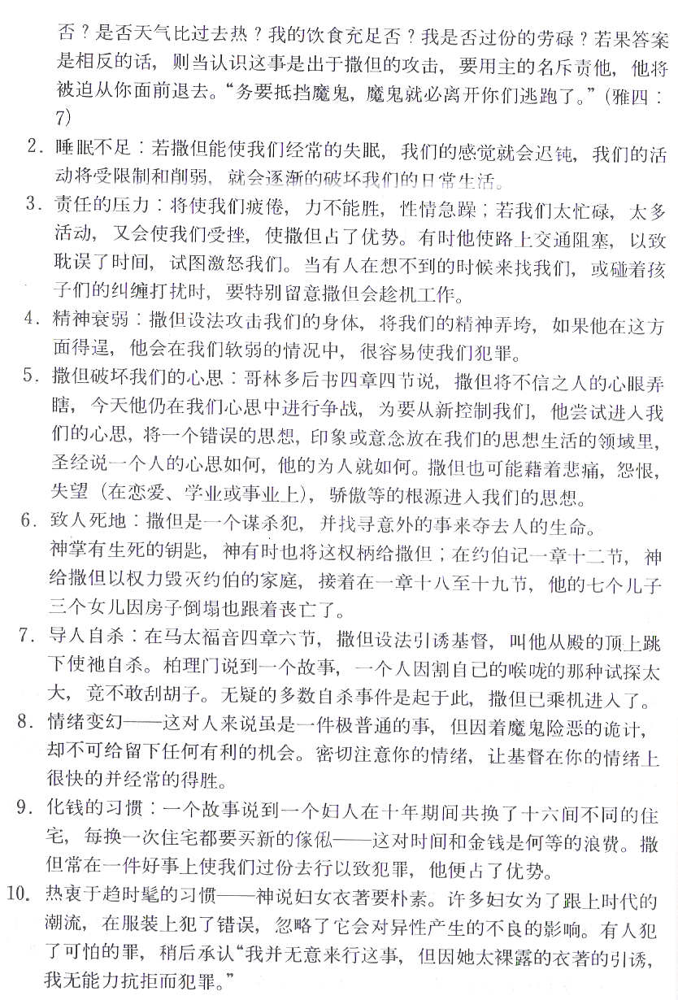 否？是否天气比过去热？我的饮食充足否？我是否过份的劳碌？若果答案
是相反的话，则当认识这事是出于撒但的攻击，要用主的名斥责他，他将
被迫从你面前退去。“务要抵挡魔鬼，魔鬼就必离开你们逃跑了。”（雅四：
7）
2．睡眠不足：若撒但能使我们经常的失眠，我们的感觉就会迟钝，我们的活
动将受限制和削弱，就会逐渐的破坏我们的日常生活。
3．责任的压力：将使我们疲倦，力不能胜，性情急躁；若我们太忙碌，太多
活动，又会使我们受挫，使撒但占了优势。有时他使路上交通阻塞，以致
耽误了时间，试图激怒我们。当有人在想不到的时候来找我们，或碰着孩
子们的纠缠打扰时，要特别留意撒但会趁机工作。
4．精神衰弱：撒但设法攻击我们的身体，将我们的精神弄垮，如果他在这方
面得逞，他会在我们软弱的情况中，很容易使我们犯罪。
5．撒但破坏我们的心思：哥林多后书四章四节说，撒但将不信之人的心眼弄
瞎，今天他仍在我们心思中进行争战，为要从新控制我们，他尝试进入我
们的心思，将一个错误的思想，印象或意念放在我们的思想生活的领域里，
圣经说一个人的心思如何，他的为人就如何。撒但也可能藉着悲痛，怨恨，
失望（在恋爱、学业或事业上），骄傲等的根源进入我们的思想。
6．致人死地：撒但是一个谋杀犯，并找寻意外的事来夺去人的生命。
神掌有生死的钥匙，神有时也将这权柄给撒但；在约伯记一章十二节，神
给撒但以权力毁灭约伯的家庭，接着在一章十八至十九节，他的七个儿子
三个女儿因房子倒塌也跟着丧亡了。
7．导人自杀：在马太福音四章六节，撒但设法引诱基督，叫他从殿的顶上跳
下使祂自杀。柏理门说到一个故事，一个人因割自己的喉咙的那种试探太
大，竟不敢刮胡子。无疑的多数自杀事件是起于此，撒但已乘机进入了。
8．情绪变幻——这对人来说虽是一件极普通的事，但因着魔鬼险恶的诡计，
却不可给留下任何有利的机会。密切注意你的情绪，让基督在你的情绪上
很快的并经常的得胜。
9．化钱的习惯：一个故事说到一个妇人在十年期间共换了十六间不同的住
宅，每换一次住宅都要买新的傢俬——这对时间和金钱是何等的浪费。撒
但常在一件好事上使我们过份去行以致犯罪，他便占了优势。
10．热衷于趋时髦的习惯——神说妇女衣著要朴素。许多妇女为了跟上时代的
潮流，在服装上犯了错误，忽略了它会对异性产生的不良的影响。有人犯
了可怕的罪，稍后承认“我并无意来行这事，但因她太裸露的衣著的引诱，
我无能力抗拒而犯罪。”